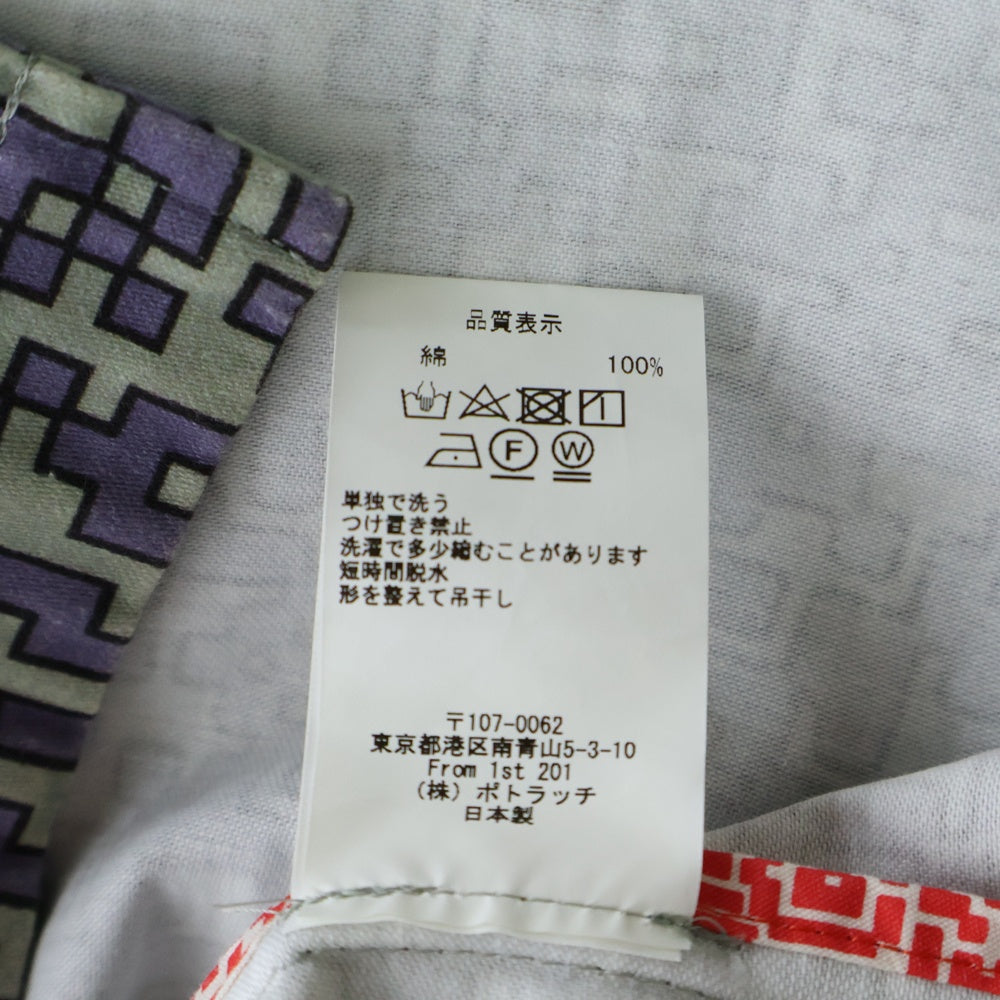 品質表示
綿 100%
F W
単独で洗う
つけ置き禁止
洗濯で多少縮むことがあります
短時間脱水
形を整えて吊干し
〒107-0062
東京都港区南青山5-3-10
From 1st 201
(株) ポトラッチ
日本製